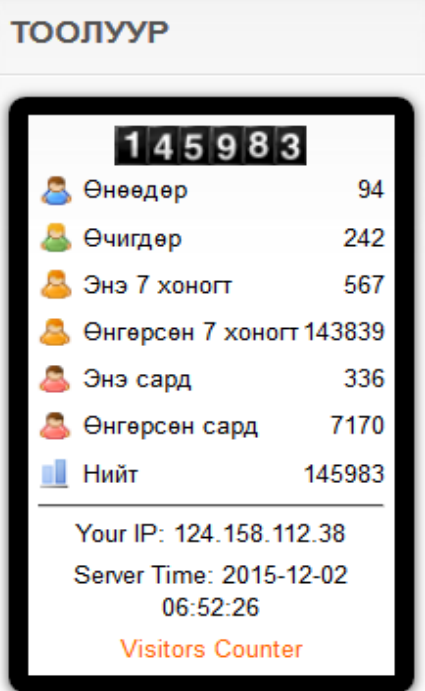 ТООЛУУР
145983
Өнөөдөр 94
Өчигдөр 242
Энэ 7 хоногт 567
Өнгөрсөн 7 хоногт 143839
Энэ сард 336
Өнгөрсөн сард 7170
Нийт 145983
Your IP: 124.158.112.38
Server Time: 2015-12-02
06:52:26
Visitors Counter